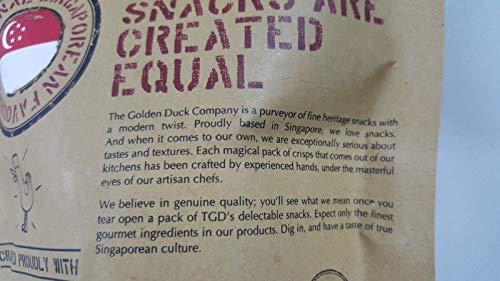 SNACKS ARE
CREATED
EQUAL
SINGAPOREAN
The Golden Duck Company is a purveyor of fine heritage snacks with
a modern twist. Proudly based in Singapore, we love snacks.
And when it comes to our own, we are exceptionally serious about
tastes and textures. Each magical pack of crisps that comes out of our
kitchens has been crafted by experienced hands, under the masterful
eyes of our artisan chefs.
We believe in genuine quality; you'll see what we mean once you
tear open a pack of TGD's delectable snacks. Expect only the finest
gourmet ingredients in our products. Dig in, and have a taste of true
Singaporean culture.
PROUDLY WITH